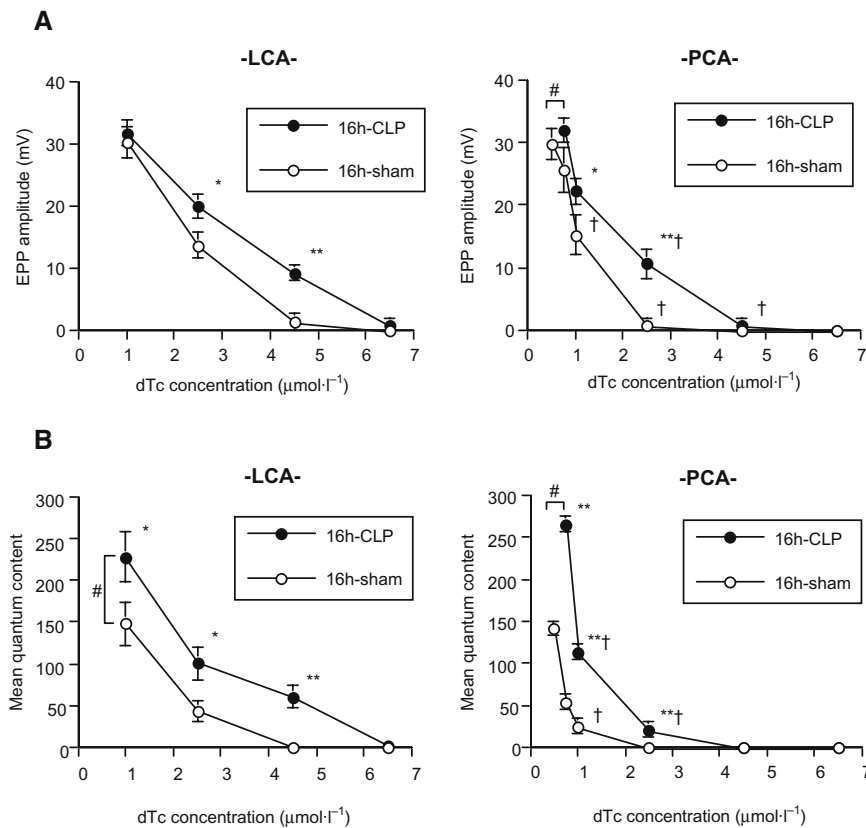 A
-LCA-
EPP amplitude (mV)
40
30
20
10
0
16h-CLP
16h-sham
*
**
0 1 2 3 4 5 6 7
dTc concentration (μmol·l⁻¹)
-PCA-
EPP amplitude (mV)
40
30
20
10
0
#
16h-CLP
16h-sham
*
†
**†
†
†
0 1 2 3 4 5 6 7
dTc concentration (μmol·l⁻¹)
B
-LCA-
Mean quantum content
300
250
200
150
100
50
0
16h-CLP
16h-sham
*
#
*
**
0 1 2 3 4 5 6 7
dTc concentration (μmol·l⁻¹)
-PCA-
Mean quantum content
300
250
200
150
100
50
0
#
**
16h-CLP
16h-sham
**†
†
**†
0 1 2 3 4 5 6 7
dTc concentration (μmol·l⁻¹)